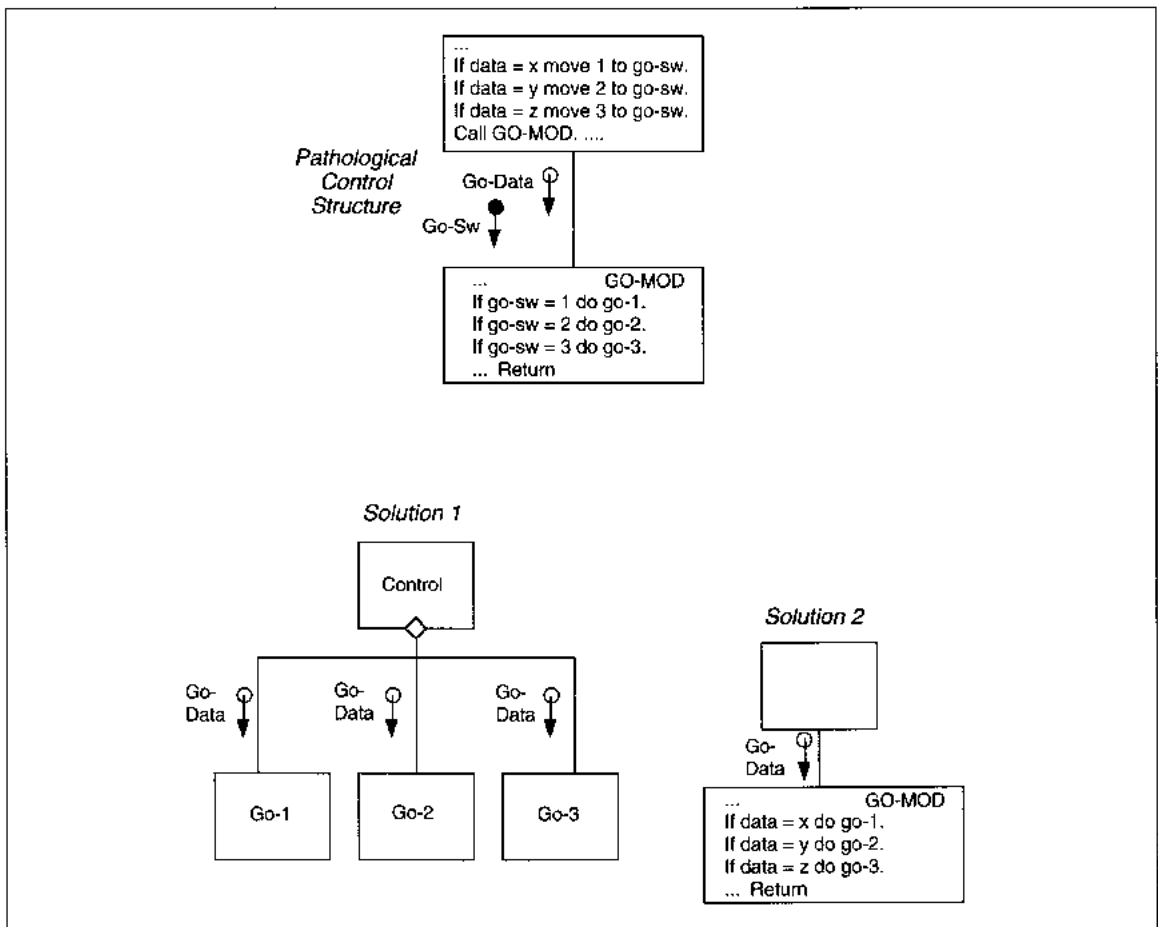 ...
If data = x move 1 to go-sw.
If data = y move 2 to go-sw.
If data = z move 3 to go-sw.
Call GO-MOD. ....
Pathological
Control
Structure
Go-Data
Go-Sw
... GO-MOD
If go-sw = 1 do go-1.
If go-sw = 2 do go-2.
If go-sw = 3 do go-3.
... Return
Solution 1
Control
Go-
Data
Go-
Data
Go-
Data
Go-1
Go-2
Go-3
Solution 2
Go-
Data
... GO-MOD
If data = x do go-1.
If data = y do go-2.
If data = z do go-3.
... Return